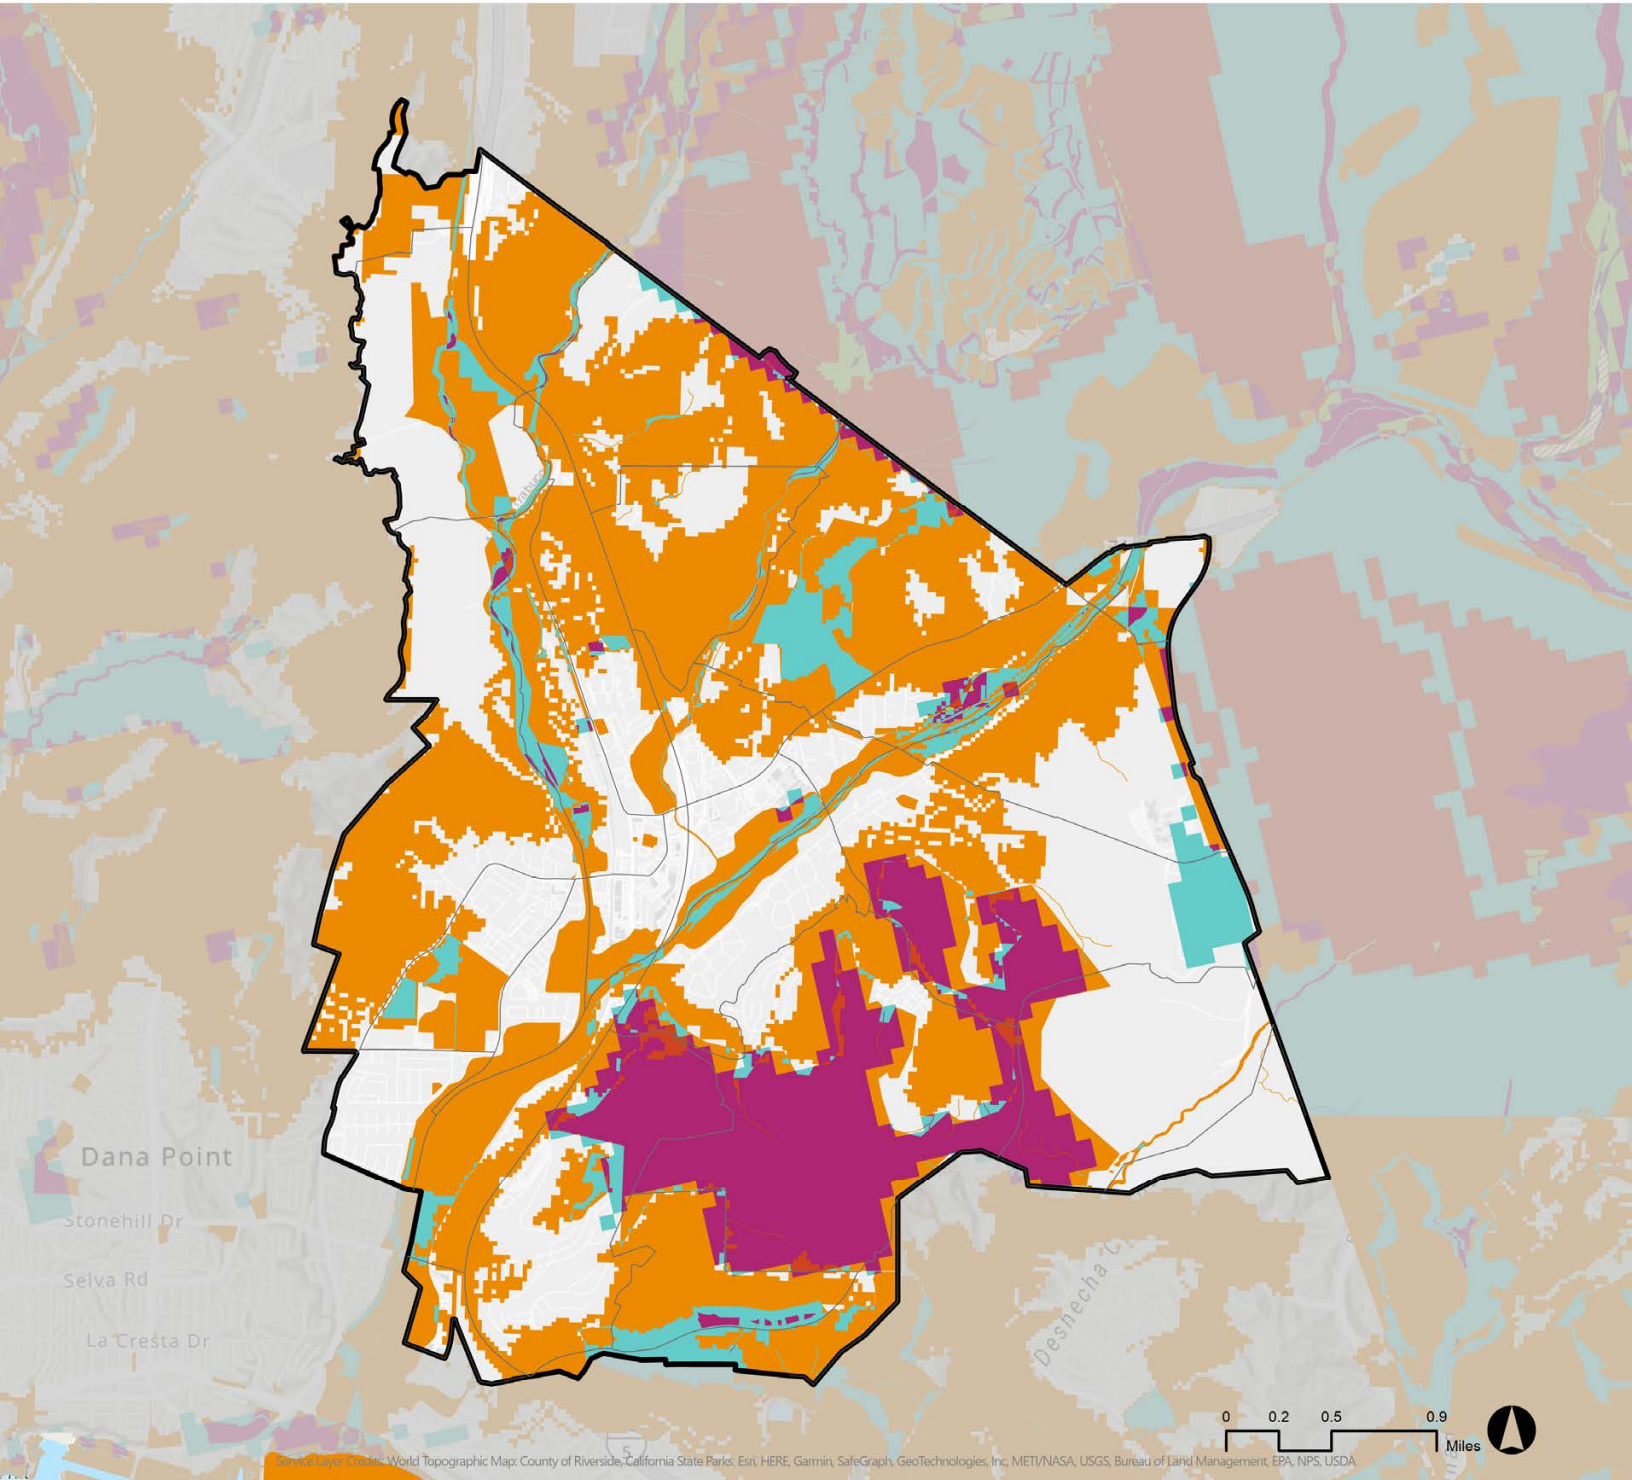 Dana Point
Stonehill Dr
Selva Rd
La Cresta Dr
Desnecha C
5
0 0.2 0.5 0.9
Miles
Service Layer Credits: World Topographic Map: County of Riverside, California State Parks, Esri, HERE, Garmin, SafeGraph, GeoTechnologies, Inc, METI/NASA, USGS, Bureau of Land Management, EPA, NPS, USDA